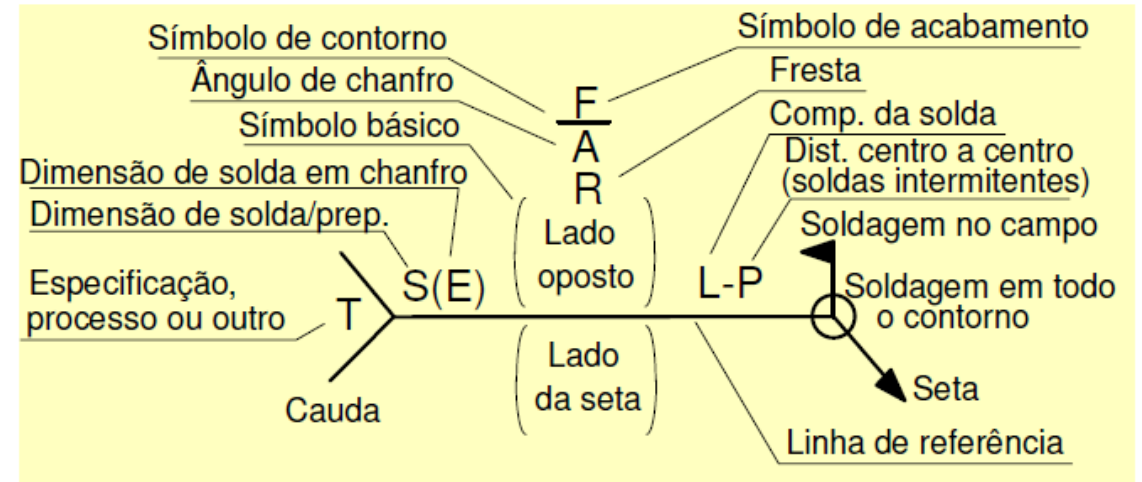 Símbolo de contorno
Símbolo de acabamento
Ângulo de chanfro
F
Fresta
Símbolo básico
A
Comp. da solda
Dimensão de solda em chanfro
R
Dist. centro a centro
(soldas intermitentes)
Dimensão de solda/prep.
Lado
oposto
Soldagem no campo
Especificação,
processo ou outro
T
S(E)
L-P
Soldagem em todo
o contorno
Lado
da seta
Cauda
Seta
Linha de referência